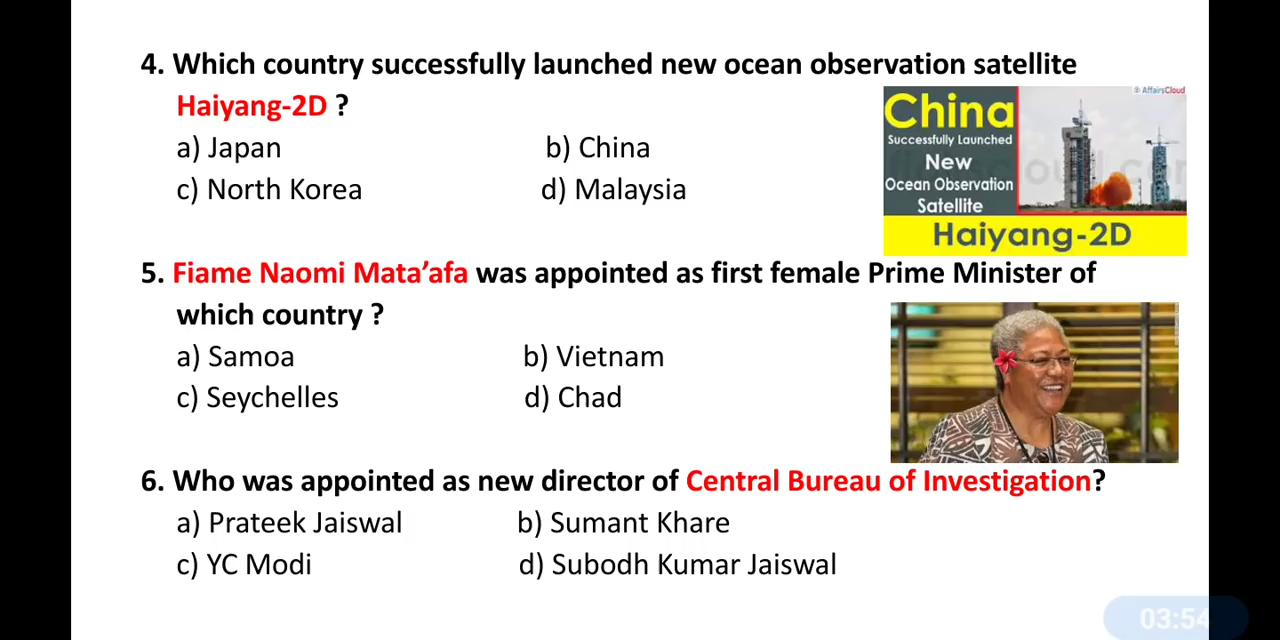 4. Which country successfully launched new ocean observation satellite
Haiyang-2D ?
a) Japan
b) China
c) North Korea
d) Malaysia
AffairsCloud
China
Successfully Launched
New
Ocean Observation
Satellite
Haiyang-2D
5. Fiame Naomi Mata’afa was appointed as first female Prime Minister of
which country ?
a) Samoa
b) Vietnam
c) Seychelles
d) Chad
6. Who was appointed as new director of Central Bureau of Investigation?
a) Prateek Jaiswal
b) Sumant Khare
c) YC Modi
d) Subodh Kumar Jaiswal
03:54